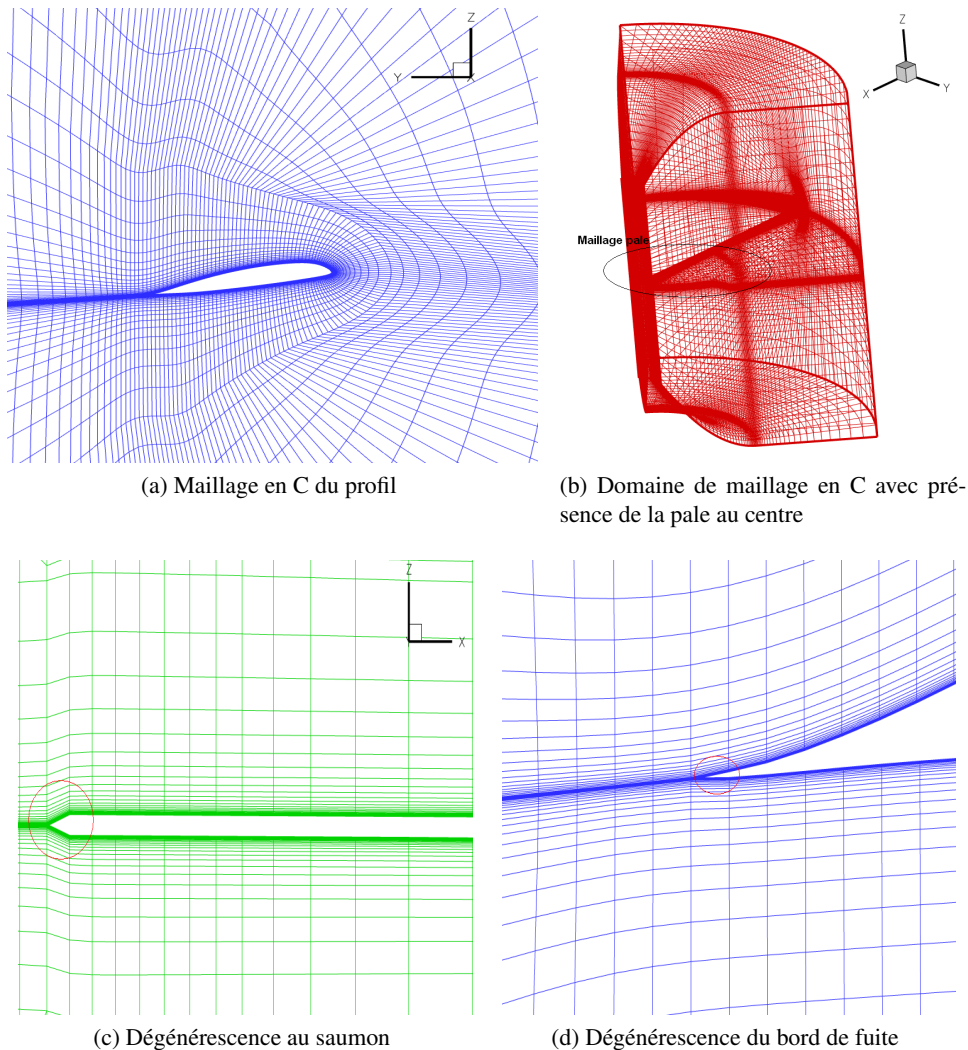 Z
Y
X
(a) Maillage en C du profil
Z
X
Y
Maillage pale
(b) Domaine de maillage en C avec pré-
sence de la pale au centre
Z
Y
X
(c) Dégénérescence au saumon
(d) Dégénérescence du bord de fuite